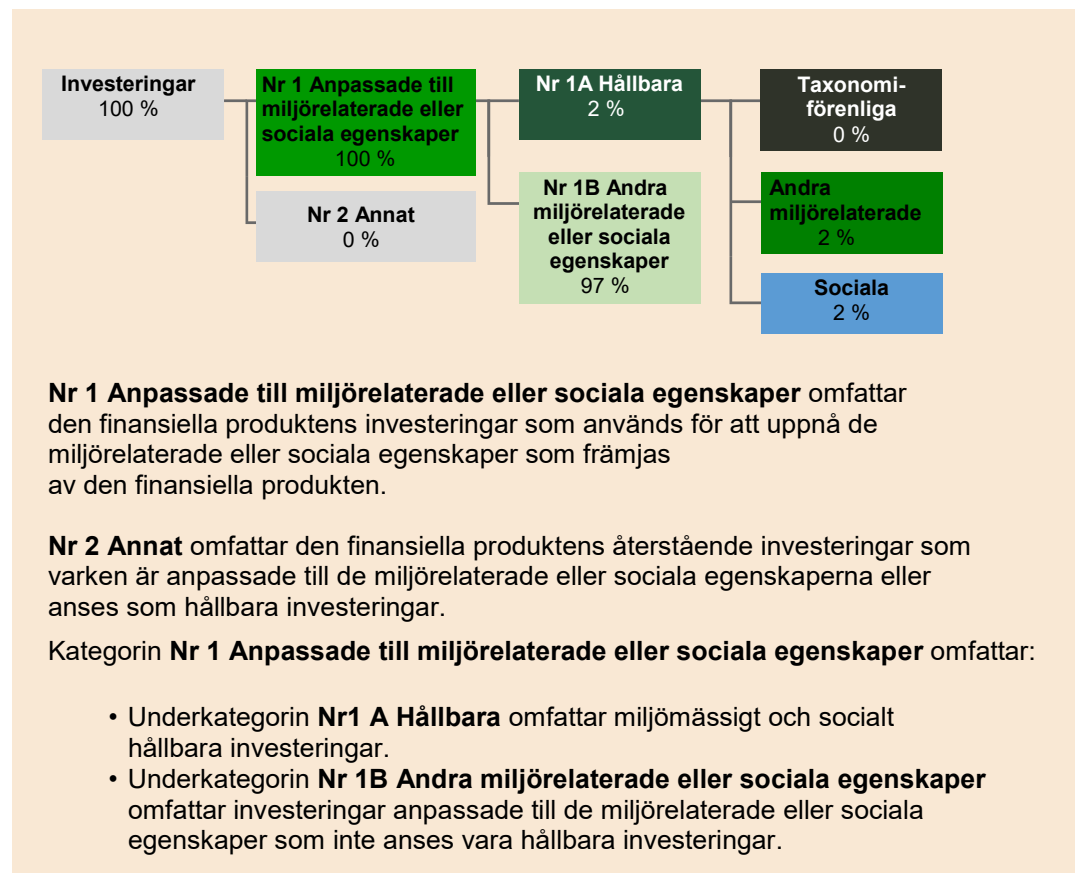 Investeringar
100 %
Nr 1 Anpassade till
miljörelaterade eller
sociala egenskaper
100 %
Nr 2 Annat
0 %
Nr 1A Hållbara
2 %
Nr 1B Andra
miljörelaterade
eller sociala
egenskaper
97 %
Taxonomi-
förenliga
0 %
Andra
miljörelaterade
2 %
Sociala
2 %
Nr 1 Anpassade till miljörelaterade eller sociala egenskaper omfattar
den finansiella produktens investeringar som används för att uppnå de
miljörelaterade eller sociala egenskaper som främjas
av den finansiella produkten.
Nr 2 Annat omfattar den finansiella produktens återstående investeringar som
varken är anpassade till de miljörelaterade eller sociala egenskaperna eller
anses som hållbara investeringar.
Kategorin Nr 1 Anpassade till miljörelaterade eller sociala egenskaper omfattar:
• Underkategorin Nr1 A Hållbara omfattar miljömässigt och socialt
hållbara investeringar.
• Underkategorin Nr 1B Andra miljörelaterade eller sociala egenskaper
omfattar investeringar anpassade till de miljörelaterade eller sociala
egenskaper som inte anses vara hållbara investeringar.